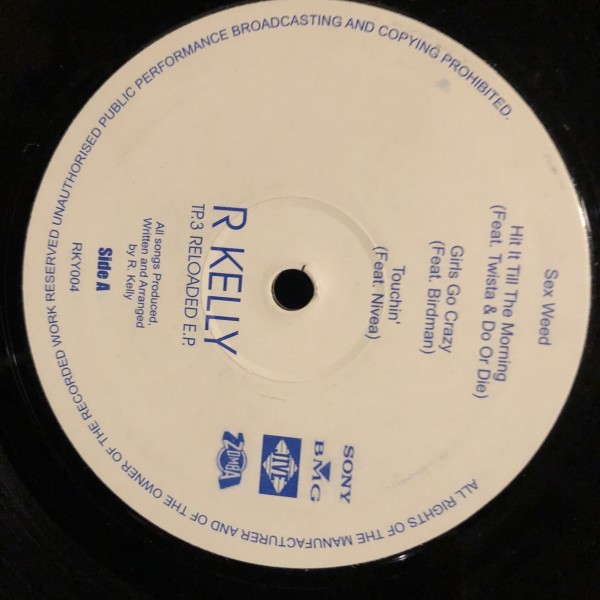 Sex Weed
Hit It Till The Morning
(Feat. Twista & Do Or Die)
Girls Go Crazy
(Feat. Birdman)
Touchin'
(Feat. Nivea)
R KELLY
TP.3 RELOADED E.P.
All songs Produced,
Written and Arranged
by R. Kelly
Side A
RKY004
SONY
BMG
JIVE
ZOMBA
ALL RIGHTS OF THE MANUFACTURER AND OF THE OWNER OF THE RECORDED WORK RESERVED UNAUTHORISED PUBLIC PERFORMANCE BROADCASTING AND COPYING PROHIBITED.